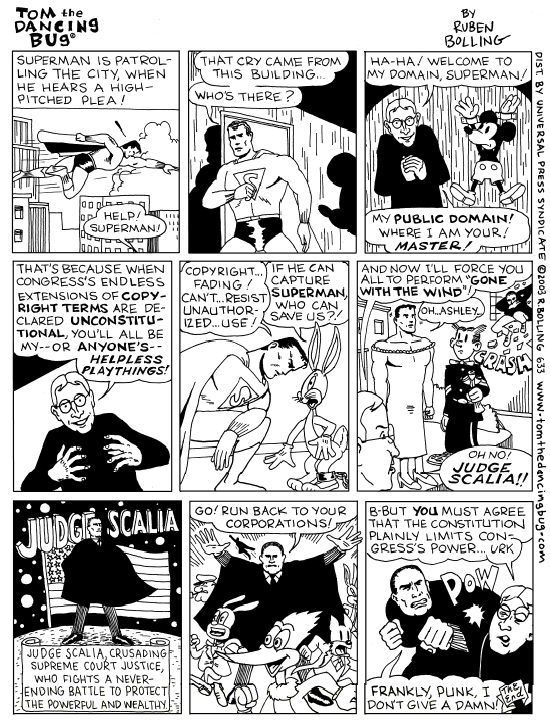 TOM the
DANCING
BUG®
BY
RUBEN
BOLLING
DIST. BY UNIVERSAL PRESS SYNDICATE ©2003 R.BOLLING 633 www.tomthedancingbug.com
SUPERMAN IS PATROL-
LING THE CITY, WHEN
HE HEARS A HIGH-
PITCHED PLEA!
HELP!
SUPERMAN!
THAT CRY CAME FROM
THIS BUILDING...
WHO'S THERE?
S
HA-HA! WELCOME TO
MY DOMAIN, SUPERMAN!
MY PUBLIC DOMAIN!
WHERE I AM YOUR
MASTER!
THAT'S BECAUSE WHEN
CONGRESS'S ENDLESS
EXTENSIONS OF COPY-
RIGHT TERMS ARE DE-
CLARED UNCONSTITU-
TIONAL, YOU'LL ALL BE
MY--OR ANYONE'S--
HELPLESS
PLAYTHINGS!
COPYRIGHT...
FADING!
CAN'T...RESIST
UNAUTHOR-
IZED...USE!
IF HE CAN
CAPTURE
SUPERMAN,
WHO CAN
SAVE US?!
AND NOW I'LL FORCE YOU
ALL TO PERFORM "GONE
WITH THE WIND"!
OH..ASHLEY..
CRASH
OH NO!
JUDGE
SCALIA!!
JUDGE SCALIA
JUDGE SCALIA, CRUSADING
SUPREME COURT JUSTICE,
WHO FIGHTS A NEVER-
ENDING BATTLE TO PROTECT
THE POWERFUL AND WEALTHY.
GO! RUN BACK TO YOUR
CORPORATIONS!
B-BUT YOU MUST AGREE
THAT THE CONSTITUTION
PLAINLY LIMITS CON-
GRESS'S POWER... URK
POW
FRANKLY, PUNK, I
DON'T GIVE A DAMN!
THE
END